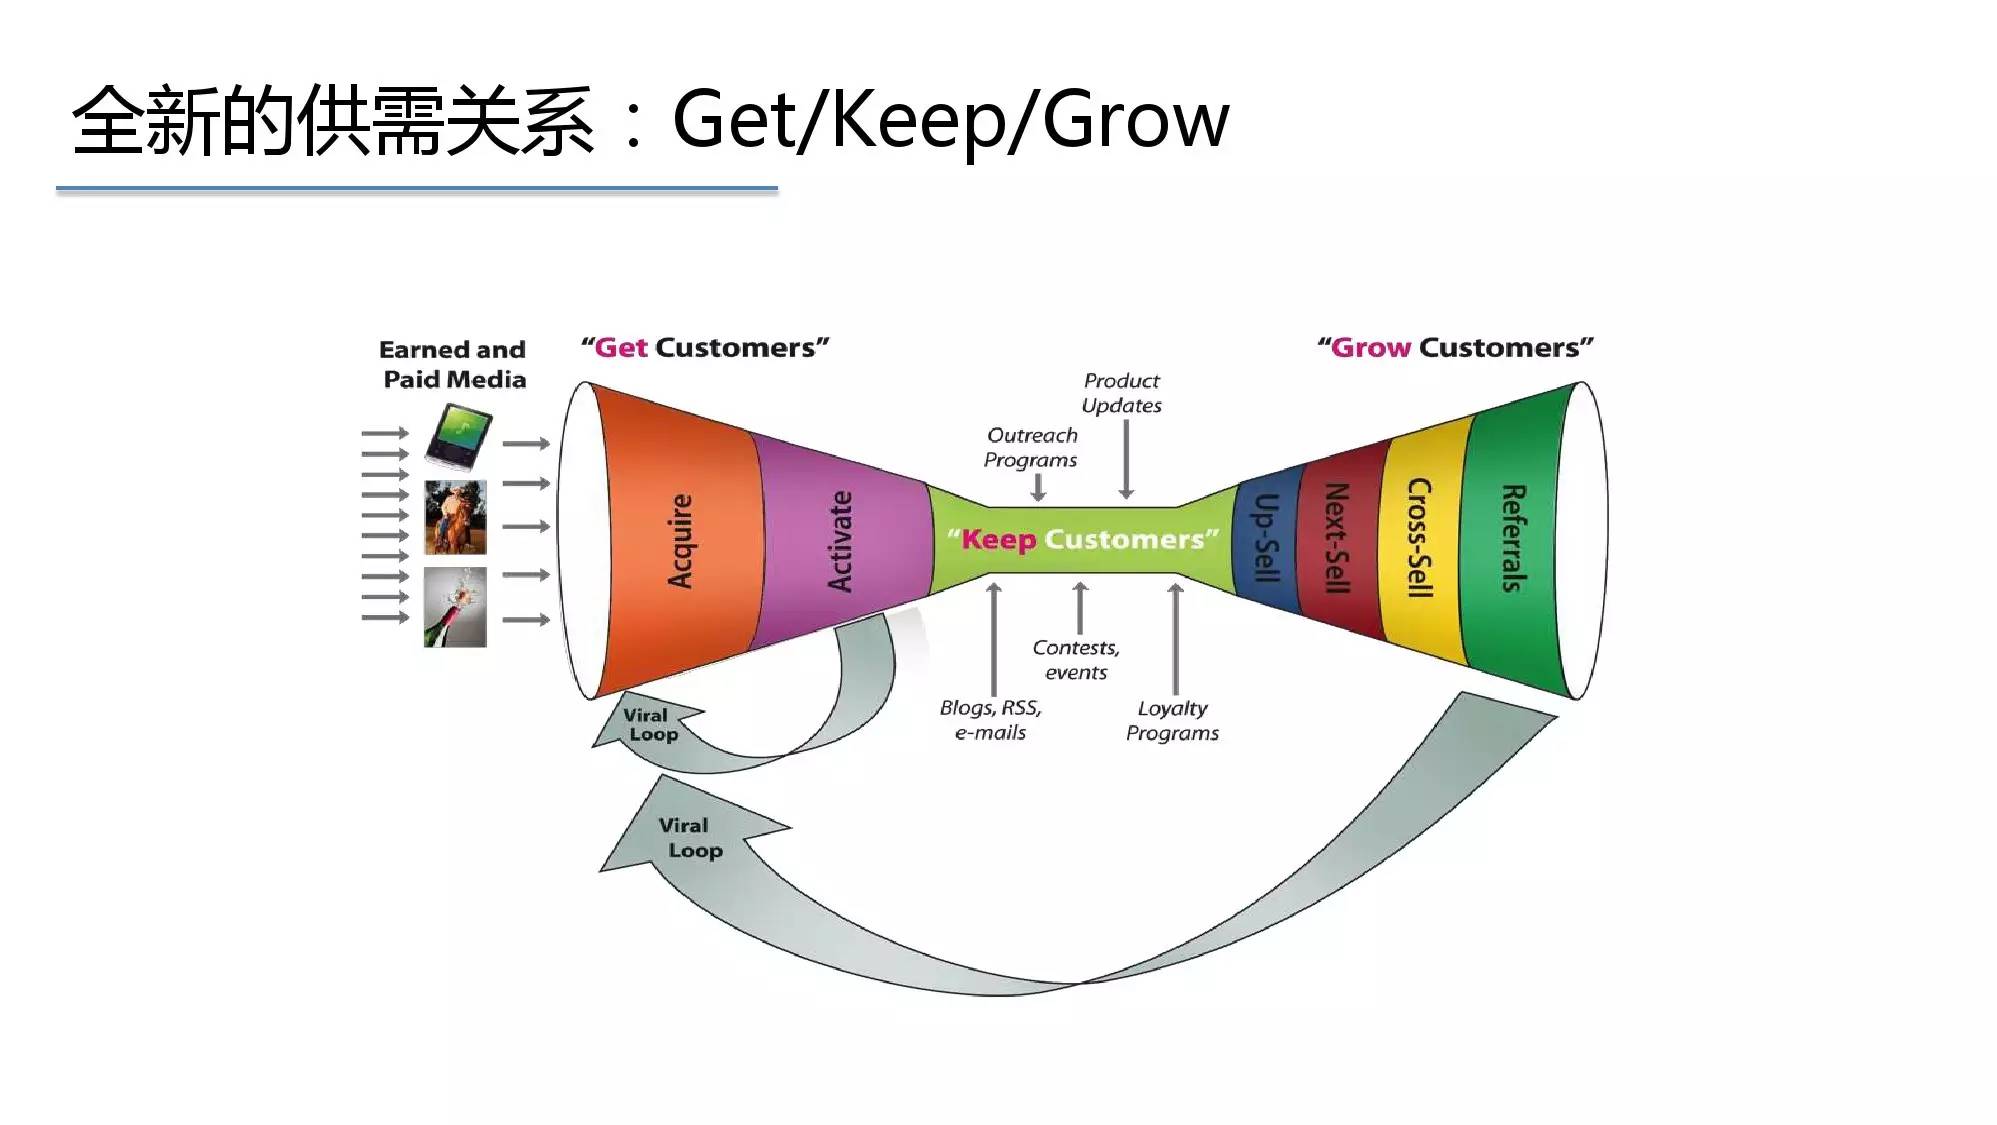 全新的供需关系：Get/Keep/Grow
Earned and
Paid Media
“Get Customers”
“Grow Customers”
Product
Updates
Outreach
Programs
Acquire
Activate
“Keep Customers”
Up-Sell
Next-Sell
Cross-Sell
Referrals
Contests,
events
Blogs, RSS,
e-mails
Loyalty
Programs
Viral
Loop
Viral
Loop